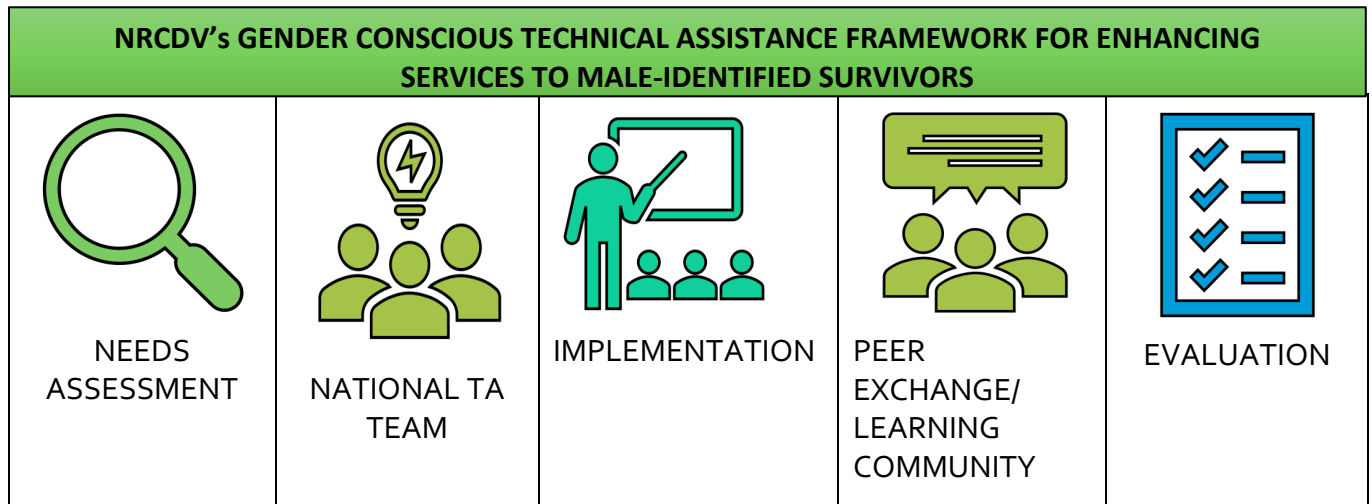 NRCDV's GENDER CONSCIOUS TECHNICAL ASSISTANCE FRAMEWORK FOR ENHANCING
SERVICES TO MALE-IDENTIFIED SURVIVORS
NEEDS
ASSESSMENT
NATIONAL TA
TEAM
IMPLEMENTATION
PEER
EXCHANGE/
LEARNING
COMMUNITY
EVALUATION